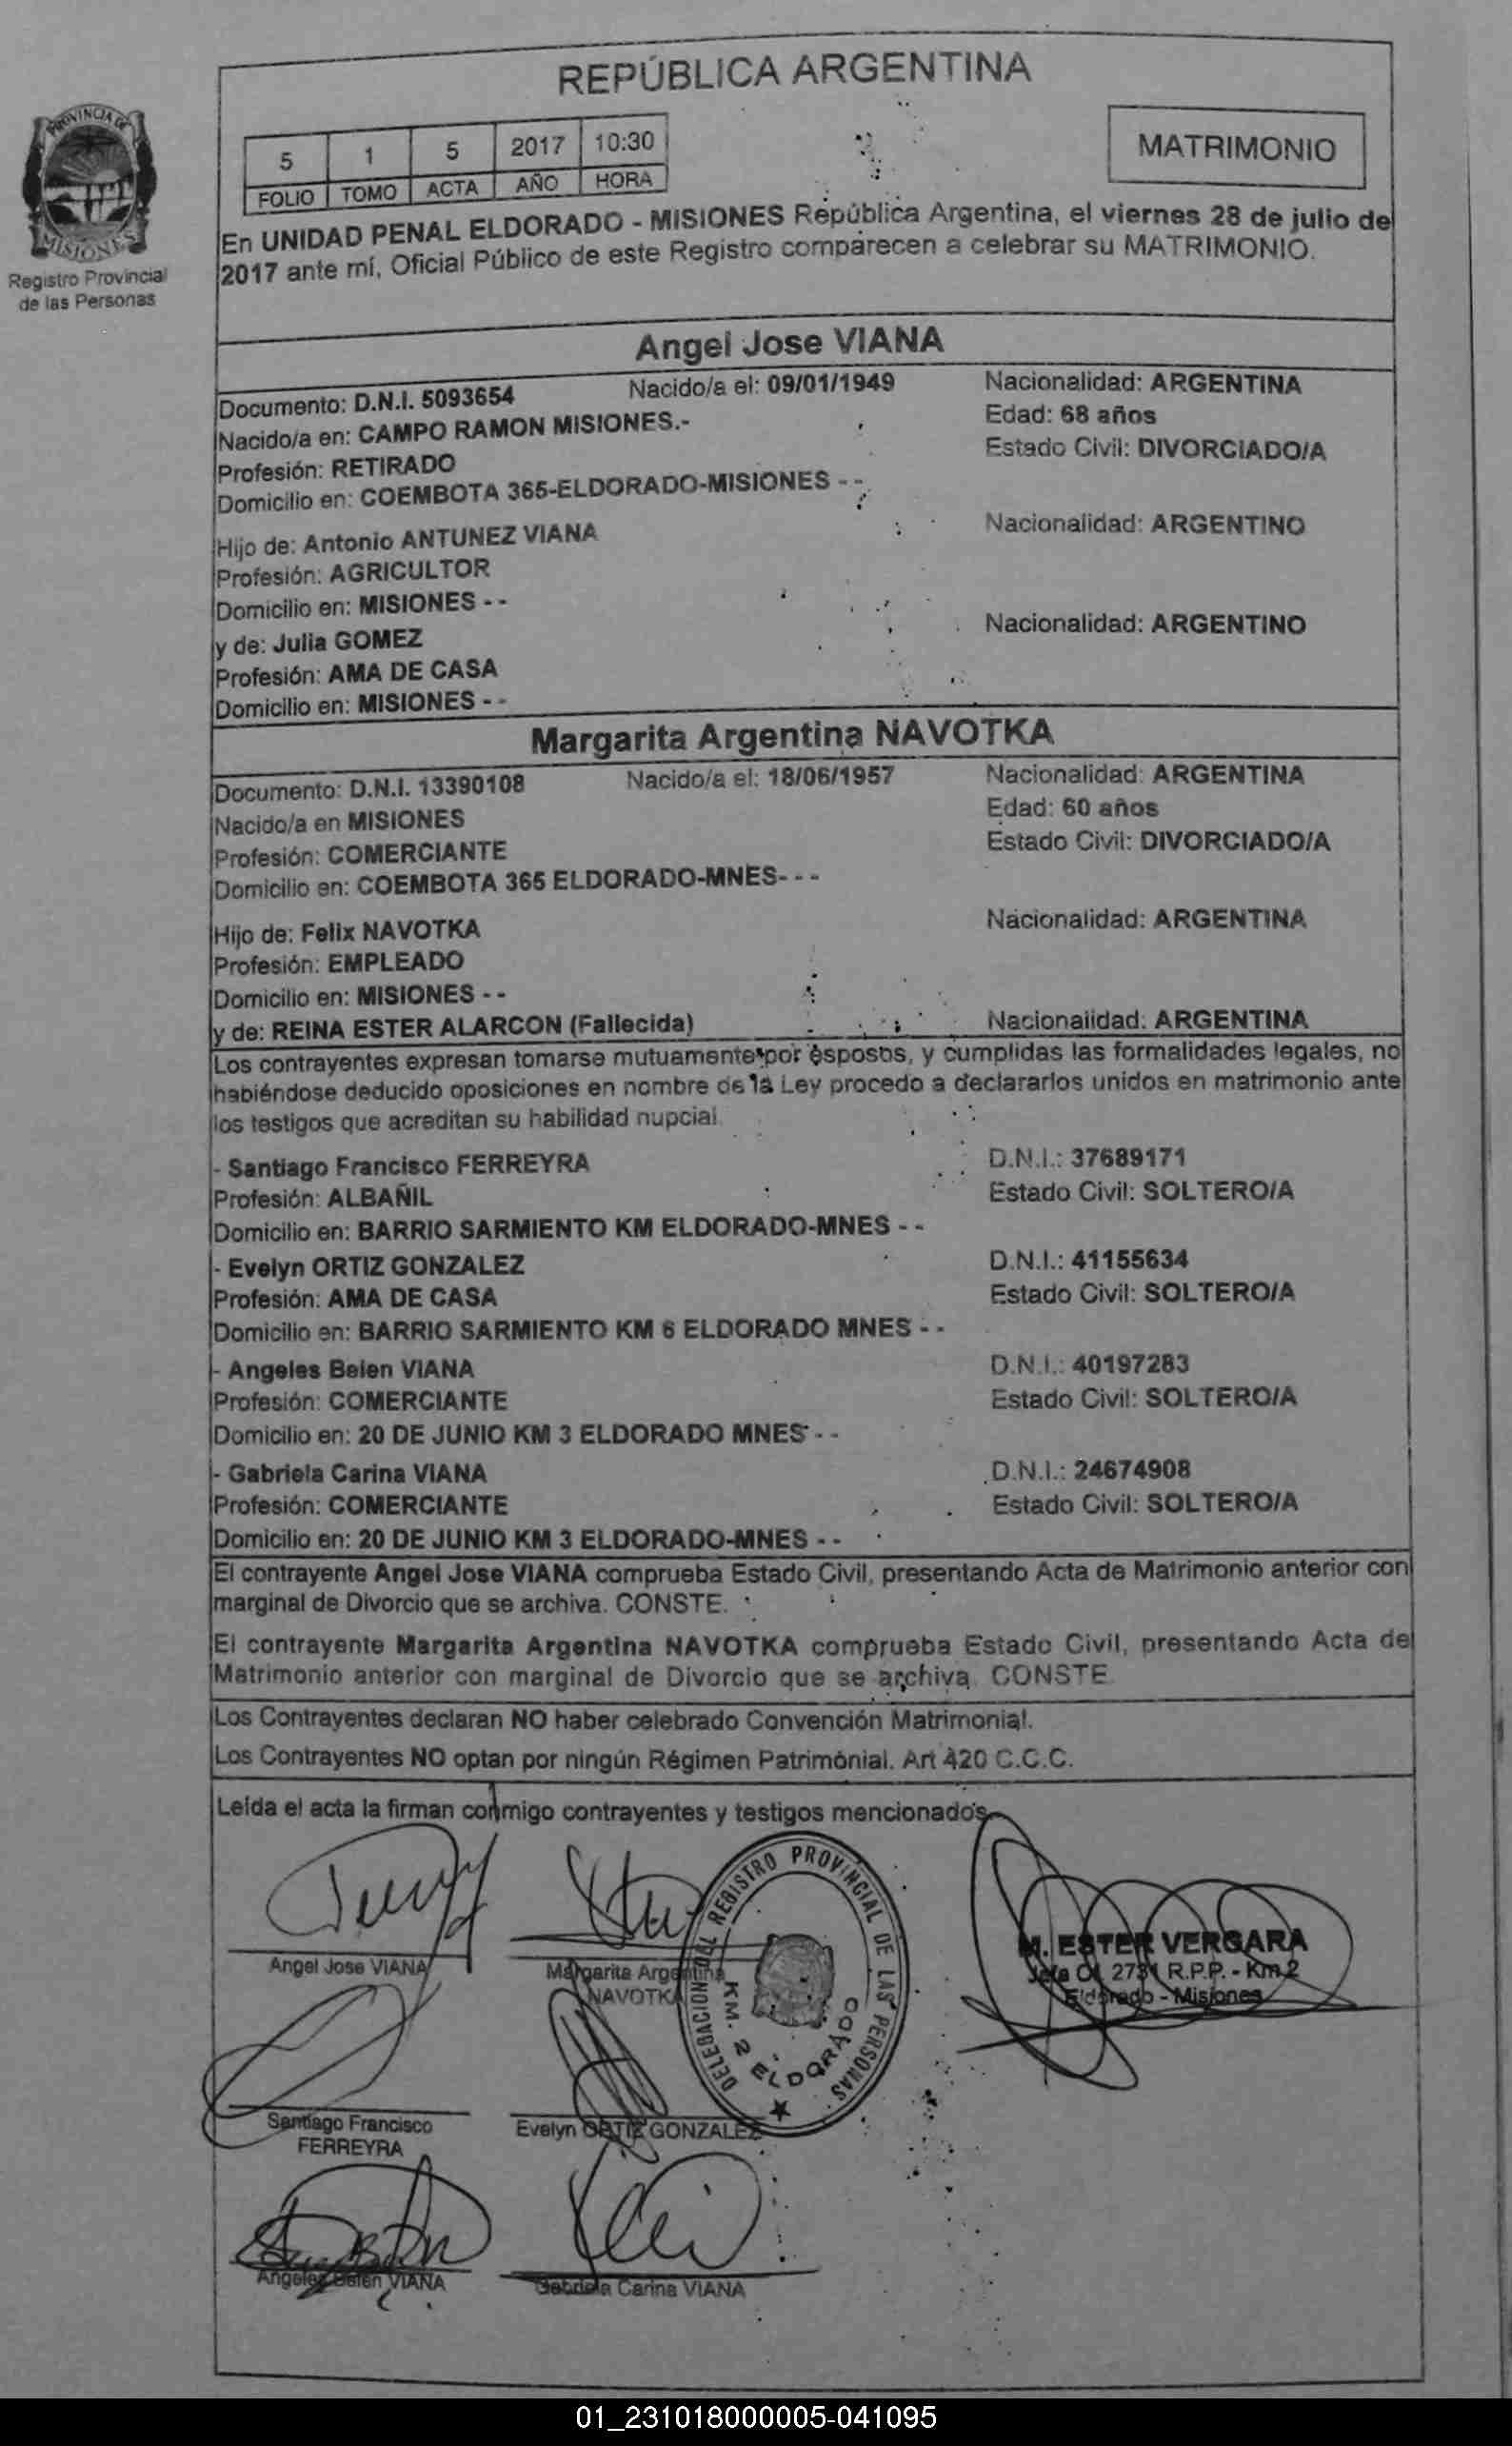 REPÚBLICA ARGENTINA
PROVINCIA DE
MISIONES
Registro Provincial
de las Personas
5 1 5 2017 10:30
FOLIO TOMO ACTA AÑO HORA
MATRIMONIO
En UNIDAD PENAL ELDORADO - MISIONES República Argentina, el viernes 28 de julio de
2017 ante mí, Oficial Público de este Registro comparecen a celebrar su MATRIMONIO.
Angel Jose VIANA
Documento: D.N.I. 5093654 Nacido/a el: 09/01/1949 Nacionalidad: ARGENTINA
Nacido/a en: CAMPO RAMON MISIONES.- Edad: 68 años
Profesión: RETIRADO Estado Civil: DIVORCIADO/A
Domicilio en: COEMBOTA 365-ELDORADO-MISIONES - -
Hijo de: Antonio ANTUNEZ VIANA Nacionalidad: ARGENTINO
Profesión: AGRICULTOR
Domicilio en: MISIONES - -
y de: Julia GOMEZ Nacionalidad: ARGENTINO
Profesión: AMA DE CASA
Domicilio en: MISIONES - -
Margarita Argentina NAVOTKA
Documento: D.N.I. 13390108 Nacido/a el: 18/06/1957 Nacionalidad: ARGENTINA
Nacido/a en MISIONES Edad: 60 años
Profesión: COMERCIANTE Estado Civil: DIVORCIADO/A
Domicilio en: COEMBOTA 365 ELDORADO-MNES- - -
Hijo de: Felix NAVOTKA Nacionalidad: ARGENTINA
Profesión: EMPLEADO
Domicilio en: MISIONES - -
y de: REINA ESTER ALARCON (Fallecida) Nacionalidad: ARGENTINA
Los contrayentes expresan tomarse mutuamente por esposos, y cumplidas las formalidades legales, no
habiéndose deducido oposiciones en nombre de la Ley procedo a declararlos unidos en matrimonio ante
los testigos que acreditan su habilidad nupcial.
- Santiago Francisco FERREYRA D.N.I.: 37689171
Profesión: ALBAÑIL Estado Civil: SOLTERO/A
Domicilio en: BARRIO SARMIENTO KM ELDORADO-MNES - -
- Evelyn ORTIZ GONZALEZ D.N.I.: 41155634
Profesión: AMA DE CASA Estado Civil: SOLTERO/A
Domicilio en: BARRIO SARMIENTO KM 6 ELDORADO MNES - -
- Angeles Belen VIANA D.N.I.: 40197283
Profesión: COMERCIANTE Estado Civil: SOLTERO/A
Domicilio en: 20 DE JUNIO KM 3 ELDORADO MNES - -
- Gabriela Carina VIANA D.N.I.: 24674908
Profesión: COMERCIANTE Estado Civil: SOLTERO/A
Domicilio en: 20 DE JUNIO KM 3 ELDORADO-MNES - -
El contrayente Angel Jose VIANA comprueba Estado Civil, presentando Acta de Matrimonio anterior con
marginal de Divorcio que se archiva. CONSTE.
El contrayente Margarita Argentina NAVOTKA comprueba Estado Civil, presentando Acta de
Matrimonio anterior con marginal de Divorcio que se archiva. CONSTE
Los Contrayentes declaran NO haber celebrado Convención Matrimonial.
Los Contrayentes NO optan por ningún Régimen Patrimónial. Art 420 C.C.C.
Leída el acta la firman conmigo contrayentes y testigos mencionados
DELEGACION DEL REGISTRO PROVINCIAL DE LAS PERSONAS
KM. 2 ELDORADO
M. ESTER VERGARA
Jefa Of. 2731 R.P.P. - Km 2
Eldorado - Misiones
Angel Jose VIANA
Margarita Argentina
NAVOTKA
Santiago Francisco
FERREYRA
Evelyn ORTIZ GONZALEZ
Angeles Belen VIANA
Gabriela Carina VIANA
01_231018000005-041095